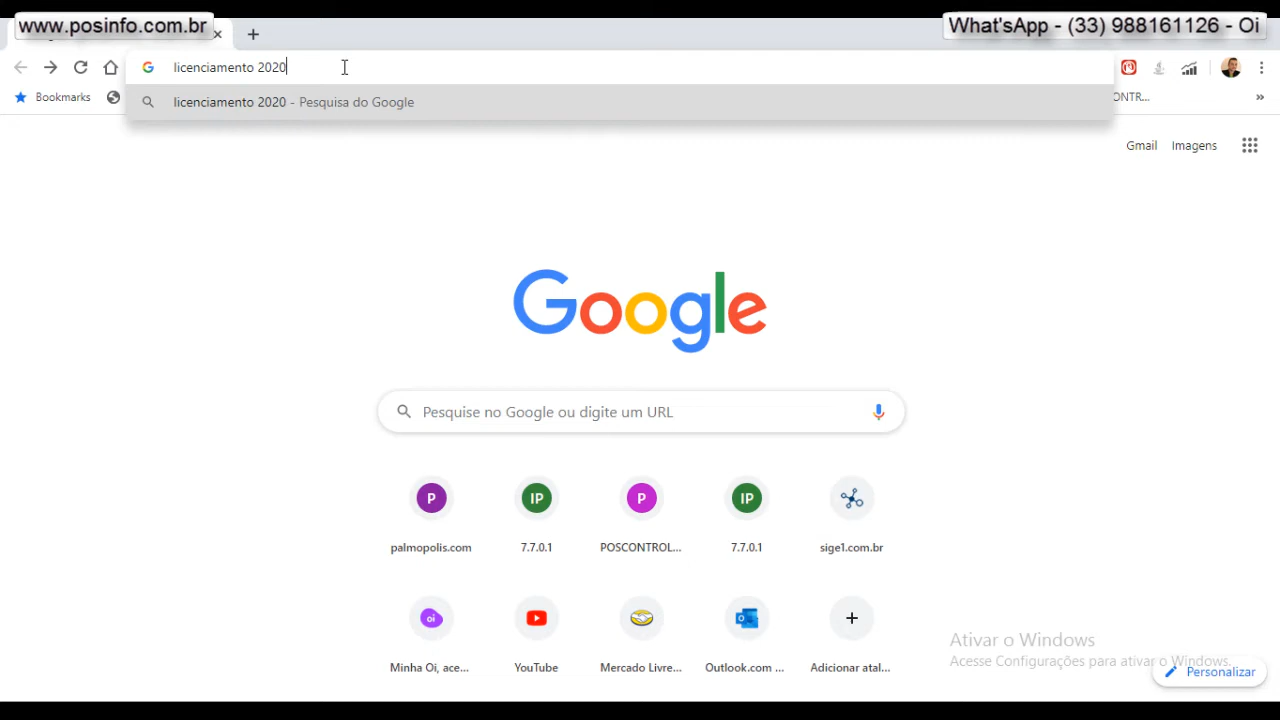 www.posinfo.com.br
What'sApp - (33) 988161126 - Oi
licenciamento 2020
Bookmarks
ONTR...
»
licenciamento 2020 - Pesquisa do Google
Gmail
Imagens
Google
Pesquise no Google ou digite um URL
P
IP
P
IP
palmopolis.com
7.7.0.1
POSCONTROL...
7.7.0.1
sige1.com.br
oi
Minha Oi, ace...
YouTube
Mercado Livre...
Outlook.com ...
Adicionar atal...
Ativar o Windows
Acesse Configurações para ativar o Windows.
Personalizar